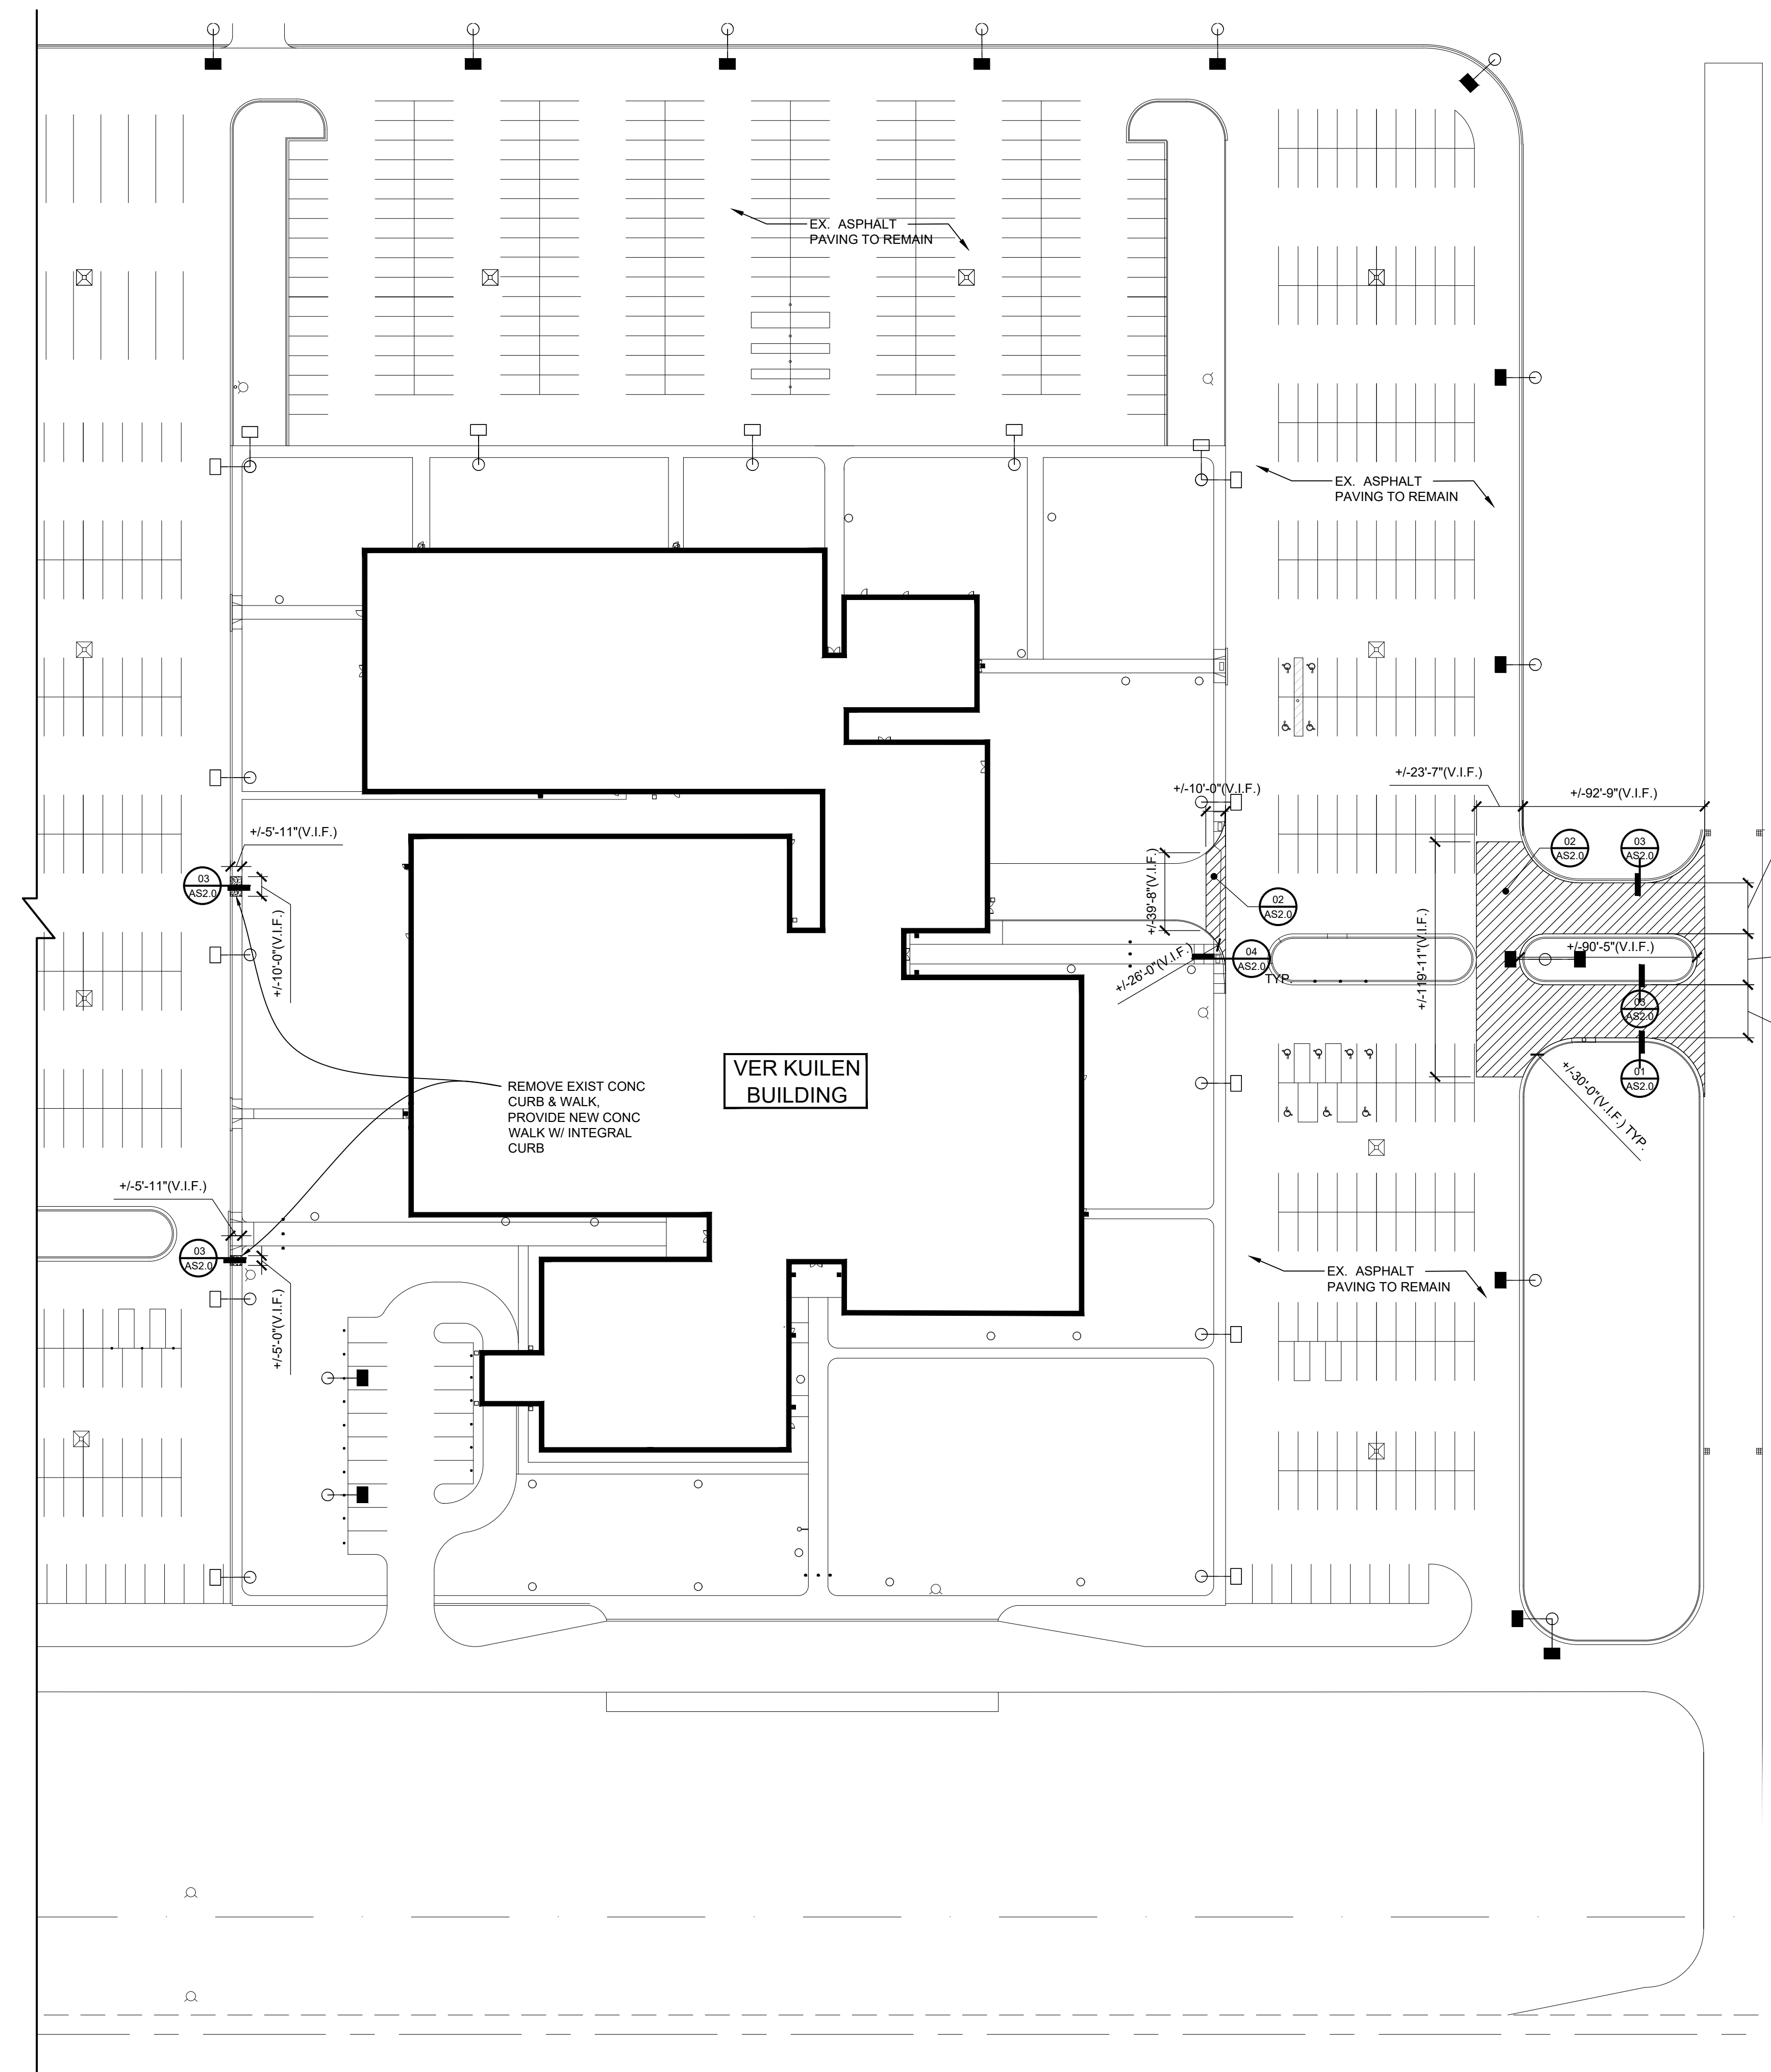 EX. ASPHALT
PAVING TO REMAIN
EX. ASPHALT
PAVING TO REMAIN
+/-23'-7"(V.I.F.)
+/-92'-9"(V.I.F.)
+/-10'-0"(V.I.F.)
+/-5'-11"(V.I.F.)
02
AS2.0
03
AS2.0
03
AS2.0
+/-39'-8"(V.I.F.)
02
AS2.0
+/-10'-0"(V.I.F.)
+/-26'-0"(V.I.F.)
04
AS2.0
TYP.
+/-119'-11"(V.I.F.)
+/-90'-5"(V.I.F.)
03
AS2.0
01
AS2.0
+/-30'-0"(V.I.F.) TYP.
VER KUILEN
BUILDING
REMOVE EXIST CONC
CURB & WALK,
PROVIDE NEW CONC
WALK W/ INTEGRAL
CURB
+/-5'-11"(V.I.F.)
03
AS2.0
+/-5'-0"(V.I.F.)
EX. ASPHALT
PAVING TO REMAIN